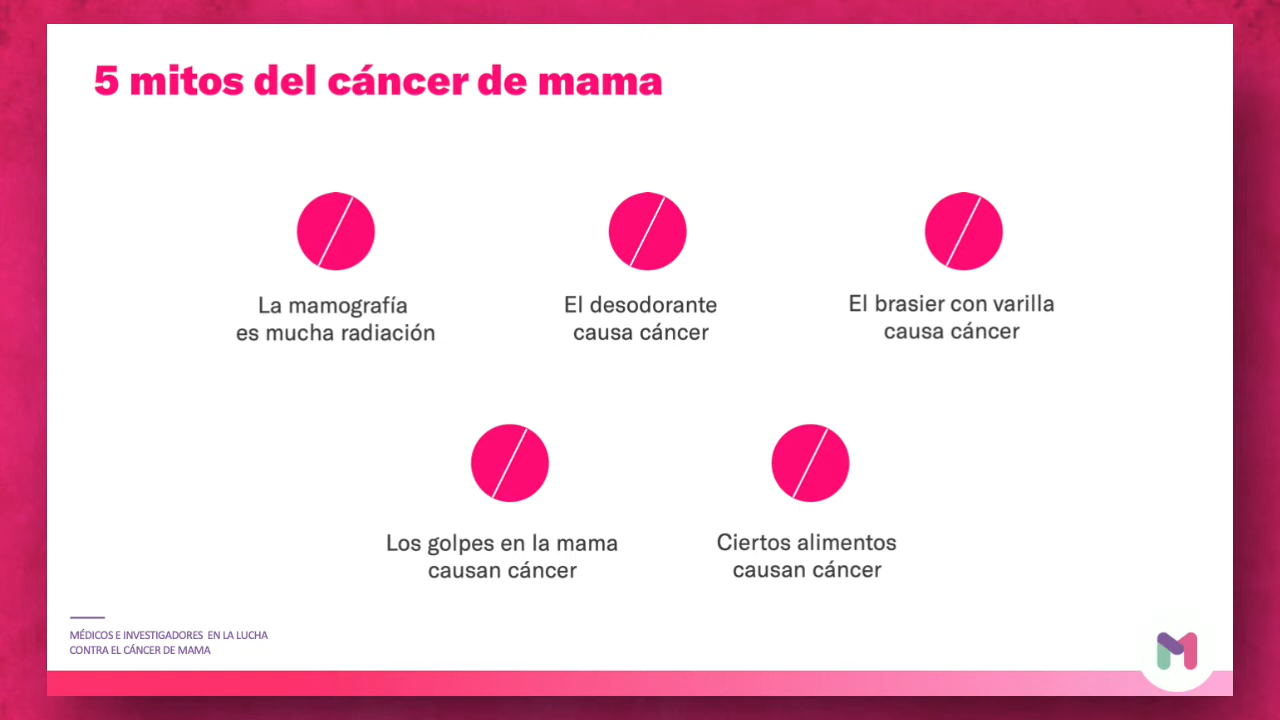 5 mitos del cáncer de mama
La mamografía
es mucha radiación
El desodorante
causa cáncer
El brasier con varilla
causa cáncer
Los golpes en la mama
causan cáncer
Ciertos alimentos
causan cáncer
MÉDICOS E INVESTIGADORES EN LA LUCHA
CONTRA EL CÁNCER DE MAMA